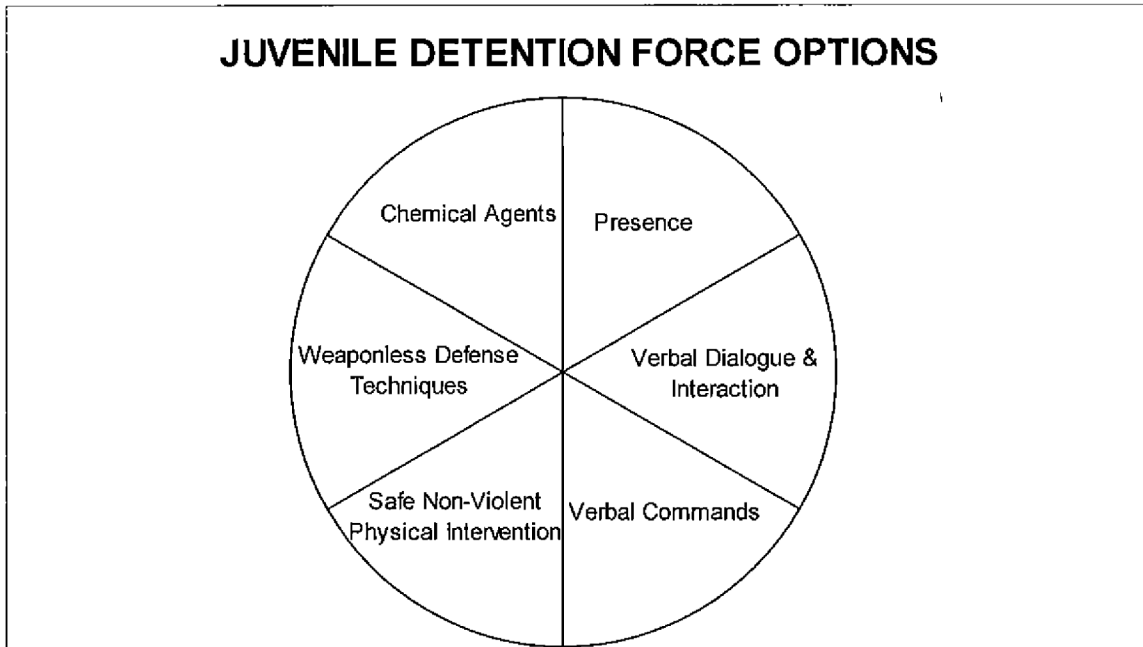 JUVENILE DETENTION FORCE OPTIONS
Chemical Agents
Presence
Weaponless Defense
Techniques
Verbal Dialogue &
Interaction
Safe Non-Violent
Physical Intervention
Verbal Commands